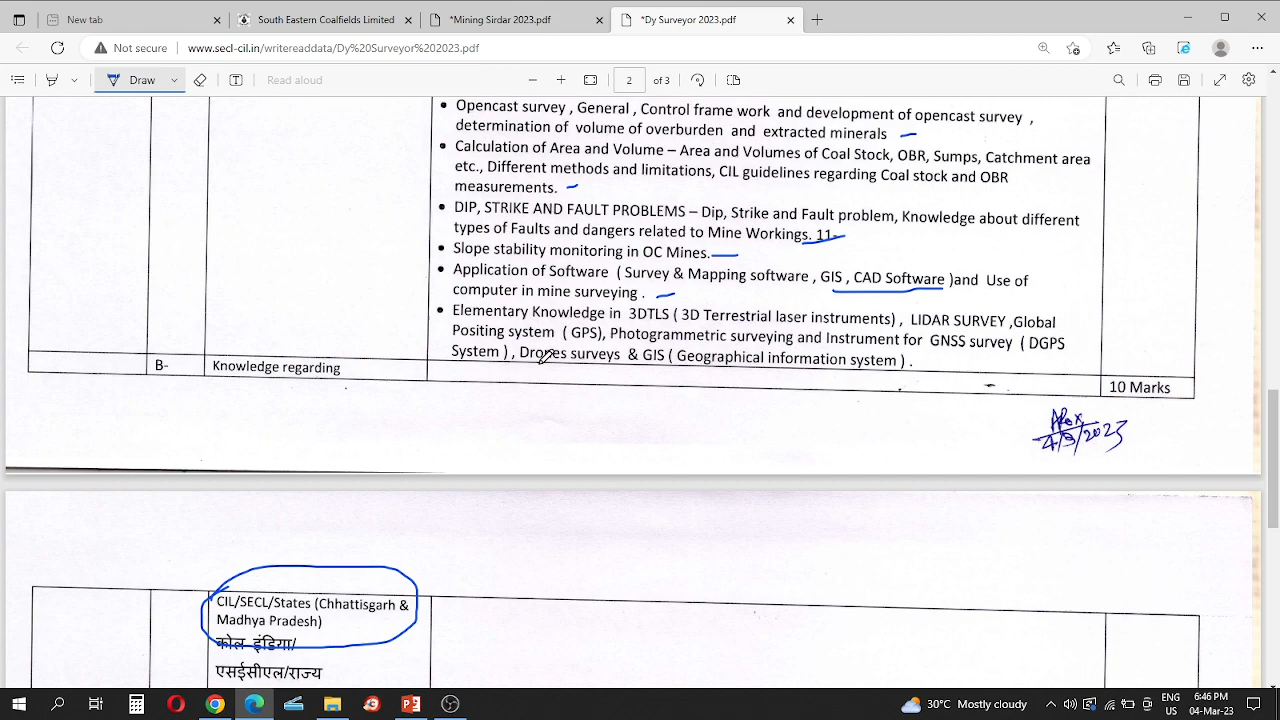 New tab
South Eastern Coalfields Limited
*Mining Sirdar 2023.pdf
*Dy Surveyor 2023.pdf
Not secure
www.secl-cil.in/writereaddata/Dy%20Surveyor%202023.pdf
Draw
Read aloud
2 of 3
• Opencast survey , General , Control frame work and development of opencast survey ,
determination of volume of overburden and extracted minerals
• Calculation of Area and Volume – Area and Volumes of Coal Stock, OBR, Sumps, Catchment area
etc., Different methods and limitations, CIL guidelines regarding Coal stock and OBR
measurements.
• DIP, STRIKE AND FAULT PROBLEMS – Dip, Strike and Fault problem, Knowledge about different
types of Faults and dangers related to Mine Workings. 11-
• Slope stability monitoring in OC Mines.
• Application of Software ( Survey & Mapping software , GIS , CAD Software )and Use of
computer in mine surveying .
• Elementary Knowledge in 3DTLS ( 3D Terrestrial laser instruments) , LIDAR SURVEY ,Global
Positing system ( GPS), Photogrammetric surveying and Instrument for GNSS survey ( DGPS
System ) , Drones surveys & GIS ( Geographical information system ) .
B-
Knowledge regarding
10 Marks
4/3/2023
CIL/SECL/States (Chhattisgarh &
Madhya Pradesh)
कोल इंडिया/
एसईसीएल/राज्य
30°C Mostly cloudy
ENG
US
6:46 PM
04-Mar-23